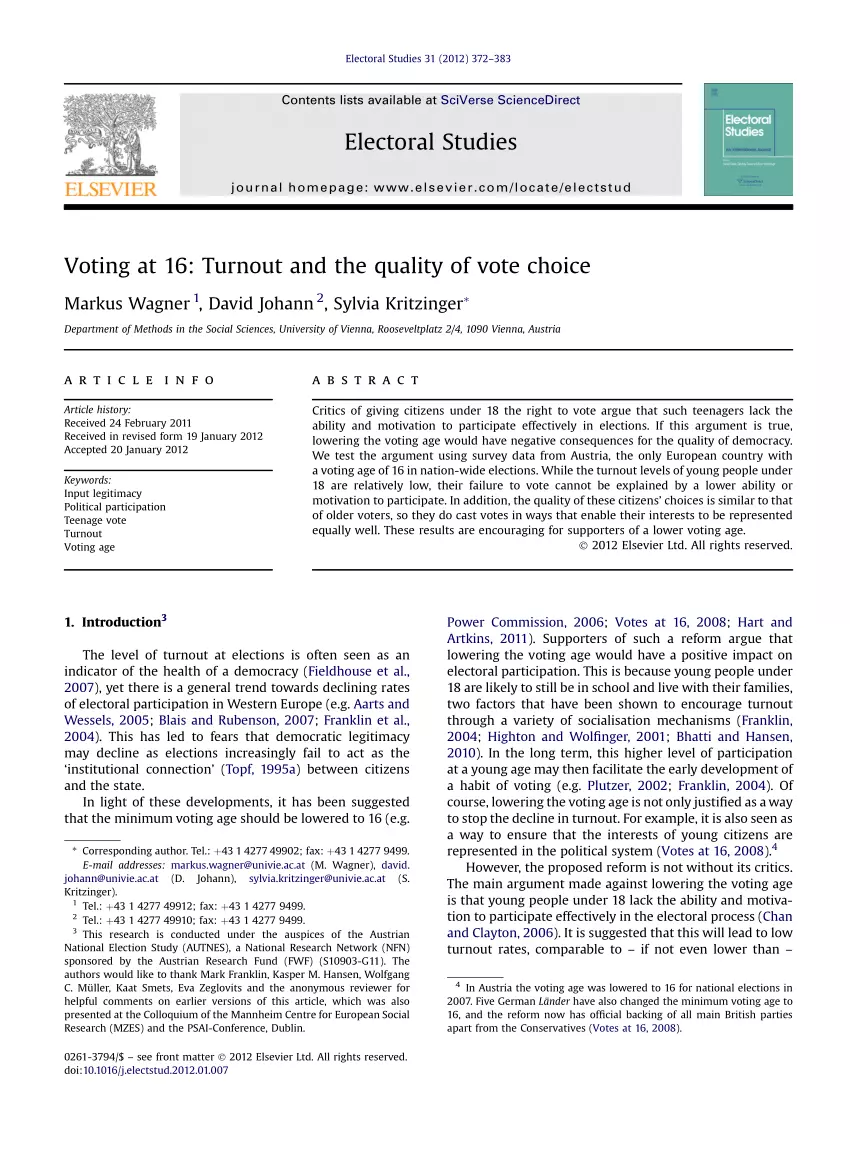 Electoral Studies 31 (2012) 372–383
Contents lists available at SciVerse ScienceDirect
Electoral Studies
journal homepage: www.elsevier.com/locate/electstud
ELSEVIER
Electoral
Studies
Voting at 16: Turnout and the quality of vote choice
Markus Wagner 1, David Johann 2, Sylvia Kritzinger*
Department of Methods in the Social Sciences, University of Vienna, Rooseveltplatz 2/4, 1090 Vienna, Austria
ARTICLE INFO
Article history:
Received 24 February 2011
Received in revised form 19 January 2012
Accepted 20 January 2012
Keywords:
Input legitimacy
Political participation
Teenage vote
Turnout
Voting age
ABSTRACT
Critics of giving citizens under 18 the right to vote argue that such teenagers lack the
ability and motivation to participate effectively in elections. If this argument is true,
lowering the voting age would have negative consequences for the quality of democracy.
We test the argument using survey data from Austria, the only European country with
a voting age of 16 in nation-wide elections. While the turnout levels of young people under
18 are relatively low, their failure to vote cannot be explained by a lower ability or
motivation to participate. In addition, the quality of these citizens' choices is similar to that
of older voters, so they do cast votes in ways that enable their interests to be represented
equally well. These results are encouraging for supporters of a lower voting age.
© 2012 Elsevier Ltd. All rights reserved.
1. Introduction3
The level of turnout at elections is often seen as an
indicator of the health of a democracy (Fieldhouse et al.,
2007), yet there is a general trend towards declining rates
of electoral participation in Western Europe (e.g. Aarts and
Wessels, 2005; Blais and Rubenson, 2007; Franklin et al.,
2004). This has led to fears that democratic legitimacy
may decline as elections increasingly fail to act as the
'institutional connection' (Topf, 1995a) between citizens
and the state.
In light of these developments, it has been suggested
that the minimum voting age should be lowered to 16 (e.g.
* Corresponding author. Tel.: +43 1 4277 49902; fax: +43 1 4277 9499.
E-mail addresses: markus.wagner@univie.ac.at (M. Wagner), david.
johann@univie.ac.at (D. Johann), sylvia.kritzinger@univie.ac.at (S.
Kritzinger).
1 Tel.: +43 1 4277 49912; fax: +43 1 4277 9499.
2 Tel.: +43 1 4277 49910; fax: +43 1 4277 9499.
3 This research is conducted under the auspices of the Austrian
National Election Study (AUTNES), a National Research Network (NFN)
sponsored by the Austrian Research Fund (FWF) (S10903-G11). The
authors would like to thank Mark Franklin, Kasper M. Hansen, Wolfgang
C. Müller, Kaat Smets, Eva Zeglovits and the anonymous reviewer for
helpful comments on earlier versions of this article, which was also
presented at the Colloquium of the Mannheim Centre for European Social
Research (MZES) and the PSAI-Conference, Dublin.
Power Commission, 2006; Votes at 16, 2008; Hart and
Artkins, 2011). Supporters of such a reform argue that
lowering the voting age would have a positive impact on
electoral participation. This is because young people under
18 are likely to still be in school and live with their families,
two factors that have been shown to encourage turnout
through a variety of socialisation mechanisms (Franklin,
2004; Highton and Wolfinger, 2001; Bhatti and Hansen,
2010). In the long term, this higher level of participation
at a young age may then facilitate the early development of
a habit of voting (e.g. Plutzer, 2002; Franklin, 2004). Of
course, lowering the voting age is not only justified as a way
to stop the decline in turnout. For example, it is also seen as
a way to ensure that the interests of young citizens are
represented in the political system (Votes at 16, 2008).4
However, the proposed reform is not without its critics.
The main argument made against lowering the voting age
is that young people under 18 lack the ability and motiva-
tion to participate effectively in the electoral process (Chan
and Clayton, 2006). It is suggested that this will lead to low
turnout rates, comparable to – if not even lower than –
4 In Austria the voting age was lowered to 16 for national elections in
2007. Five German Länder have also changed the minimum voting age to
16, and the reform now has official backing of all main British parties
apart from the Conservatives (Votes at 16, 2008).
0261-3794/$ – see front matter © 2012 Elsevier Ltd. All rights reserved.
doi:10.1016/j.electstud.2012.01.007